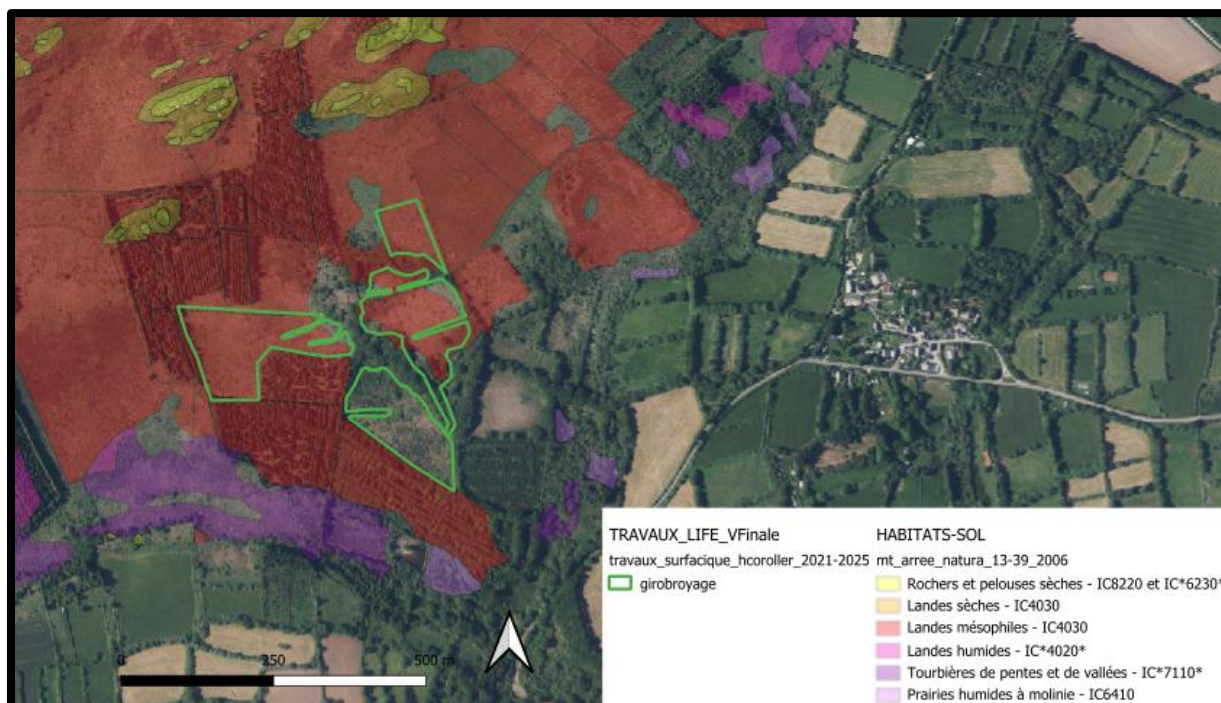 TRAVAUX_LIFE_VFinale
travaux_surfacique_hcoroller_2021-2025
girobroyage
HABITATS-SOL
mt_arree_natura_13-39_2006
Rochers et pelouses sèches - IC8220 et IC*6230*
Landes sèches - IC4030
Landes mésophiles - IC4030
Landes humides - IC*4020*
Tourbières de pentes et de vallées - IC*7110*
Prairies humides à molinie - IC6410
0 250 500 m